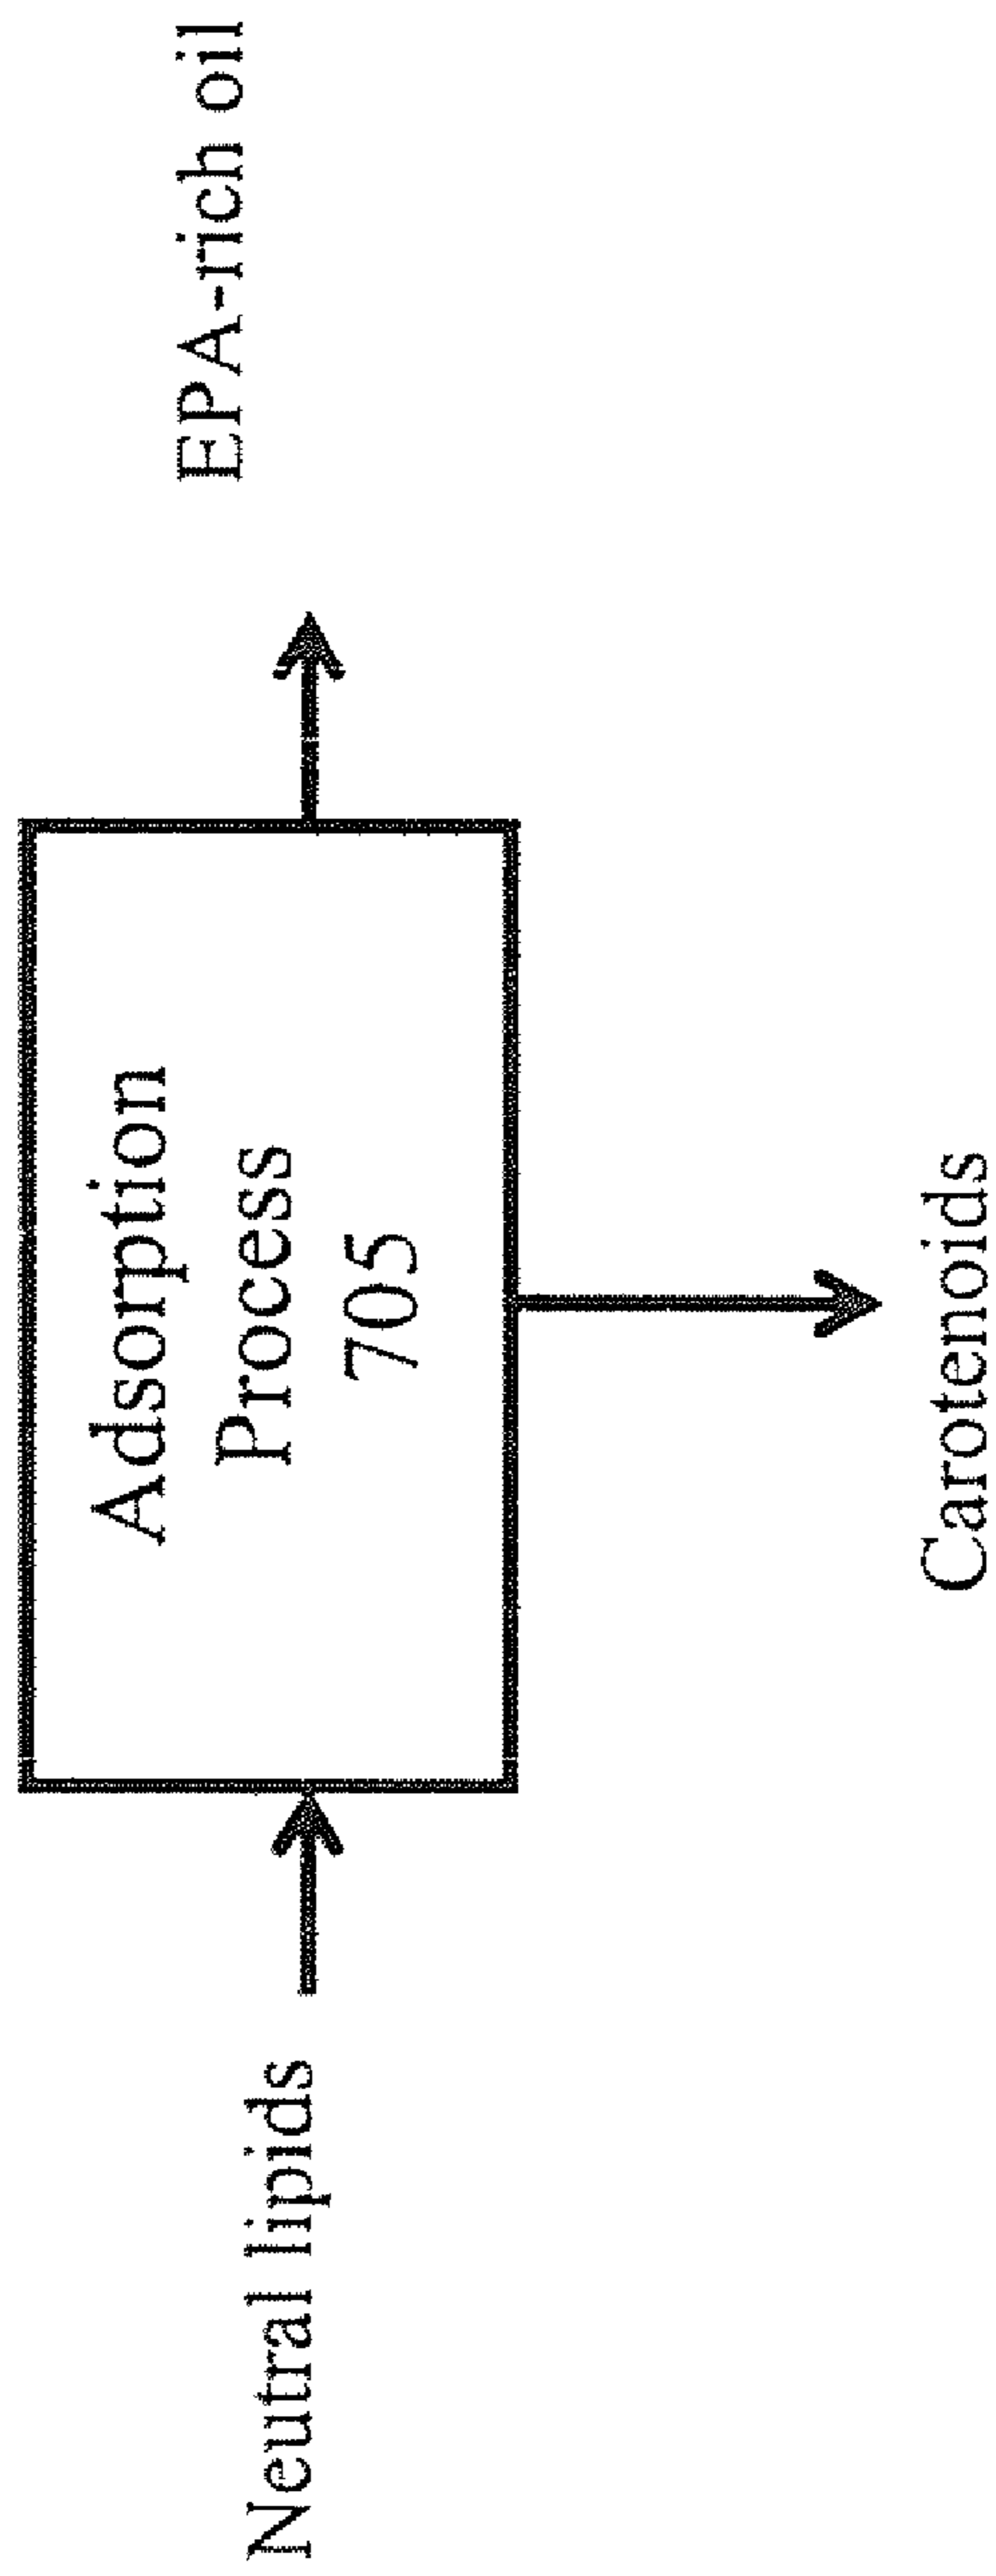 Neutral lipids
Adsorption
Process
705
EPA-rich oil
Carotenoids